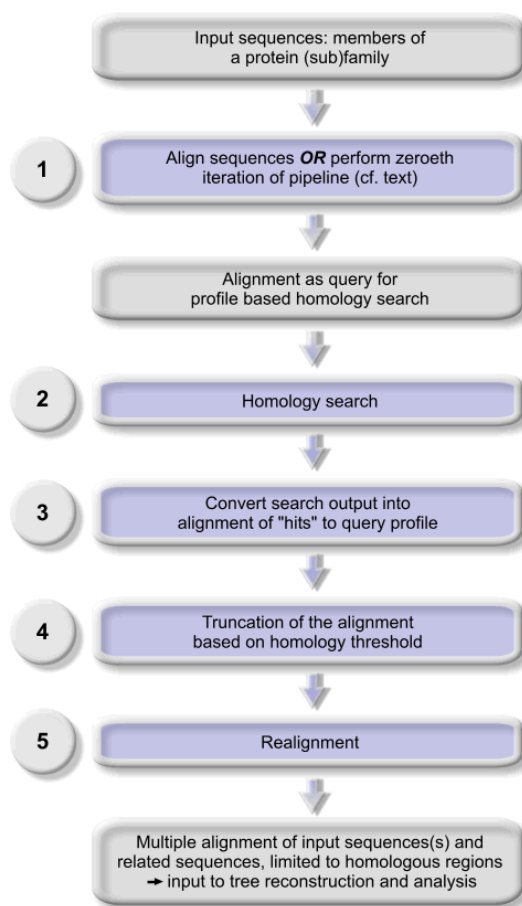 Input sequences: members of
a protein (sub)family
1
Align sequences OR perform zeroeth
iteration of pipeline (cf. text)
Alignment as query for
profile based homology search
2
Homology search
3
Convert search output into
alignment of "hits" to query profile
4
Truncation of the alignment
based on homology threshold
5
Realignment
Multiple alignment of input sequences(s) and
related sequences, limited to homologous regions
→ input to tree reconstruction and analysis